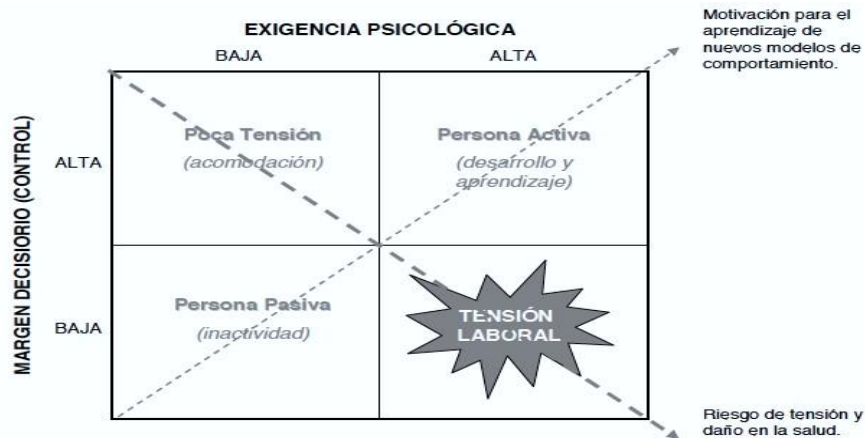 EXIGENCIA PSICOLÓGICA
BAJA
ALTA
Motivación para el
aprendizaje de
nuevos modelos de
comportamiento.
MARGEN DECISIORIO (CONTROL)
ALTA
Poca Tensión
(acomodación)
Persona Activa
(desarrollo y
aprendizaje)
BAJA
Persona Pasiva
(inactividad)
TENSIÓN
LABORAL
Riesgo de tensión y
daño en la salud.